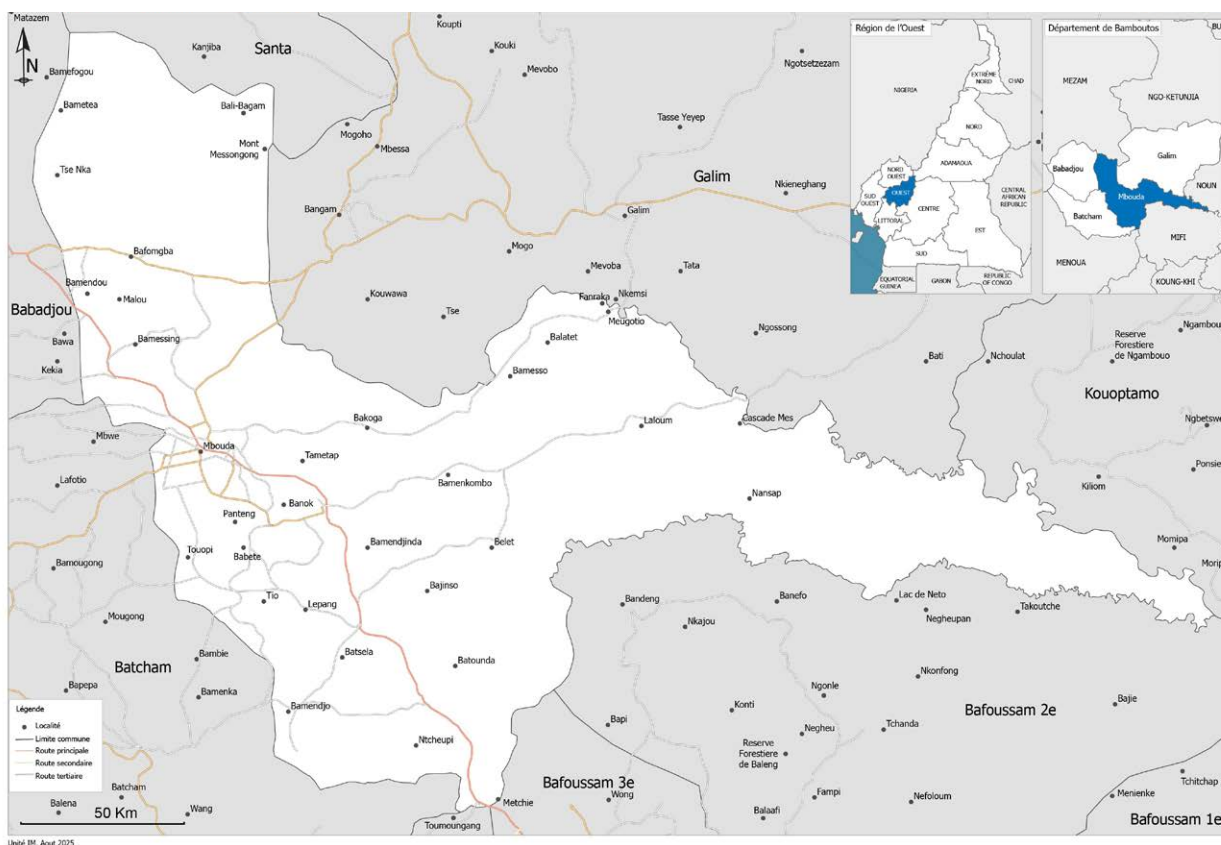 Matazem
Koupti
Kanjiba
Santa
Kouki
Mevobo
Ngotsetzezam
N
Bamefogou
Bametea
Bali-Bagam
Mogoho
Tasse Yeyep
Mont
Messongong
Mbessa
Tse Nka
Galim
Nkieneghang
Bangam
Galim
Bafomgba
Mogo
Bamendou
Malou
Mevoba
Tata
Kouwawa
Fanraka
Nkemsi
Babadjou
Tse
Meugotio
Bawa
Bamessing
Balatet
Ngossong
Kekia
Bamesso
Bati
Nchoulat
Reserve
Forestiere
de Ngambouo
Ngambou
Kouoptamo
Bakoga
Laloum
Cascade Mes
Ngbetswe
Mbwe
Mbouda
Tametap
Lafotio
Bamenkombo
Kiliom
Ponsie
Banok
Nansap
Panteng
Touopi
Babete
Bamendjinda
Belet
Momipa
Bamougong
Morip
Bajinso
Tio
Lepang
Bandeng
Banefo
Lac de Neto
Negheupan
Takoutche
Mougong
Nkajou
Batcham
Bambie
Batsela
Batounda
Nkonfong
Bapepa
Bamenka
Ngonle
Bamendjo
Konti
Bafoussam 2e
Bajie
Bapi
Negheu
Tchanda
Ntcheupi
Reserve
Forestiere
de Baleng
Bafoussam 3e
Tchitchap
Batcham
Metchie
Wong
Fampi
Nefoloum
Menienke
Balena
Wang
Toumoungang
Balaafi
Bafoussam 1e
Légende
Localité
Limite commune
Route principale
Route secondaire
Route tertiaire
50 Km
Unité IM, Aout 2025
Région de l'Ouest
NIGERIA
EXTRÊME
NORD
CHAD
NORD
ADAMAOUA
NORD
OUEST
OUEST
SUD
OUEST
CENTRE
LITTORAL
EST
CENTRAL
AFRICAN
REPUBLIC
SUD
EQUATORIAL
GUINEA
GABON
REPUBLIC
OF CONGO
Département de Bamboutos
BU
MEZAM
NGO-KETUNJIA
Galim
Babadjou
NOUN
Mbouda
Batcham
MIFI
MENOUA
KOUNG-KHI